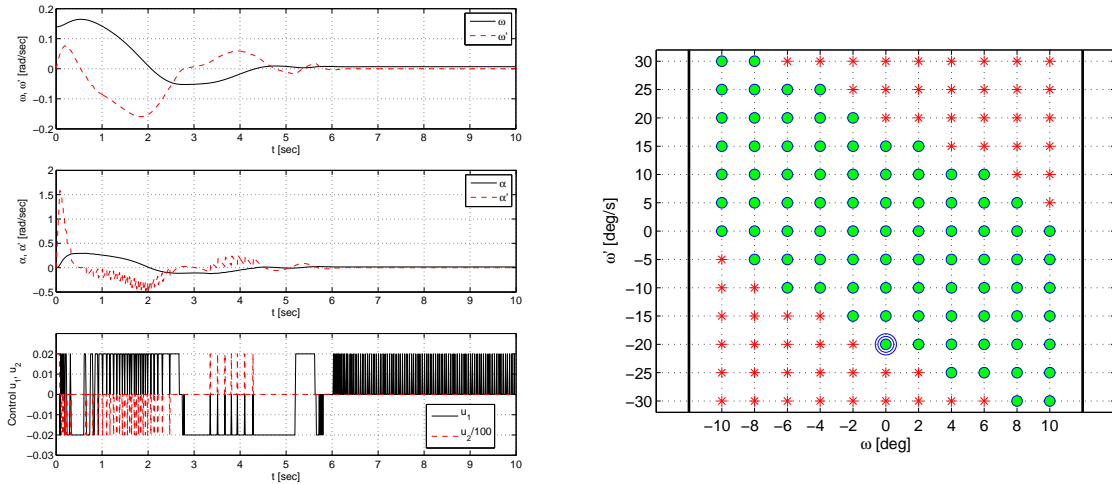 0.2
0.1
0
−0.1
−0.2
ω, ω' [rad/sec]
ω
ω'
0 1 2 3 4 5 6 7 8 9 10
t [sec]
2
1.5
1
0.5
0
−0.5
α, α' [rad/sec]
α
α'
0 1 2 3 4 5 6 7 8 9 10
t [sec]
0.02
0.01
0
−0.01
−0.02
−0.03
Control u1, u2
u1
u2/100
0 1 2 3 4 5 6 7 8 9 10
t [sec]
30
25
20
15
10
5
0
−5
−10
−15
−20
−25
−30
ω' [deg/s]
−10 −8 −6 −4 −2 0 2 4 6 8 10
ω [deg]